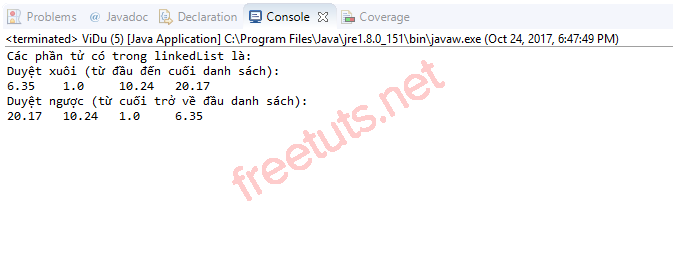 Problems @ Javadoc Declaration Console Coverage
<terminated> ViDu (5) [Java Application] C:\Program Files\Java\jre1.8.0_151\bin\javaw.exe (Oct 24, 2017, 6:47:49 PM)
Các phần tử có trong linkedList là:
Duyệt xuôi (từ đầu đến cuối danh sách):
6.35 1.0 10.24 20.17
Duyệt ngược (từ cuối trở về đầu danh sách):
20.17 10.24 1.0 6.35
freetuts.net